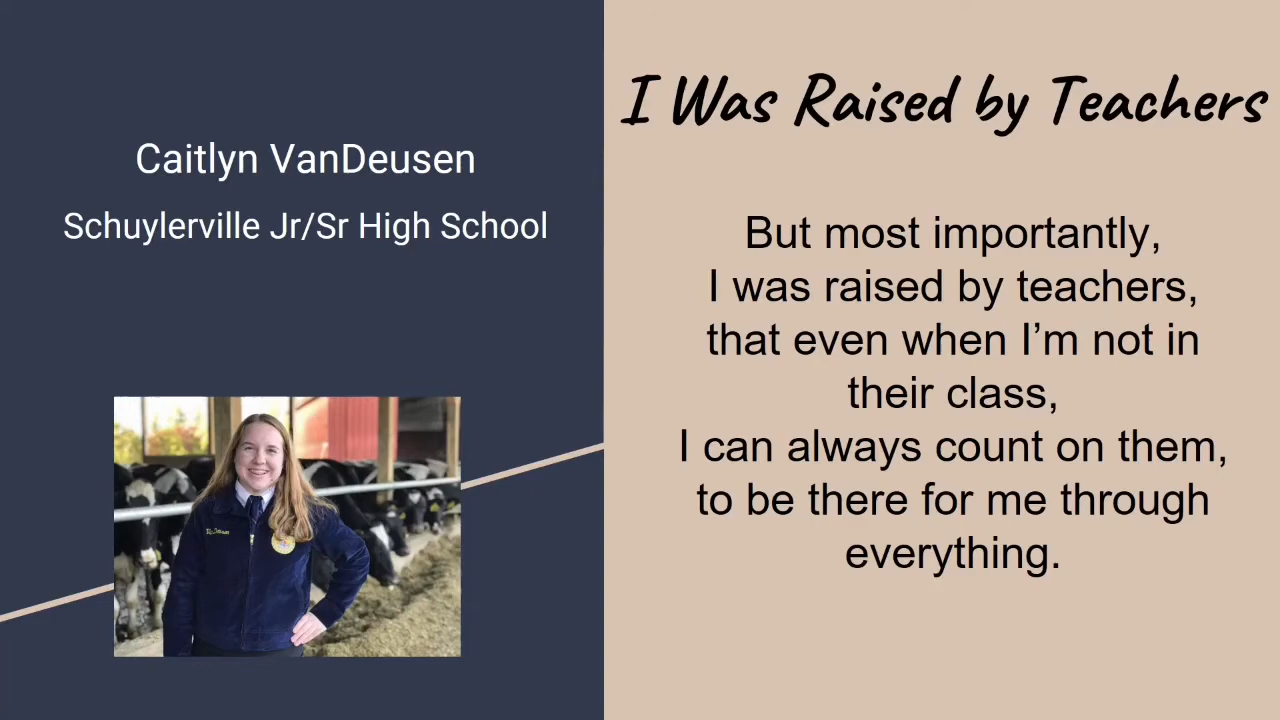 Caitlyn VanDeusen
Schuylerville Jr/Sr High School
I Was Raised by Teachers
But most importantly,
I was raised by teachers,
that even when I’m not in
their class,
I can always count on them,
to be there for me through
everything.